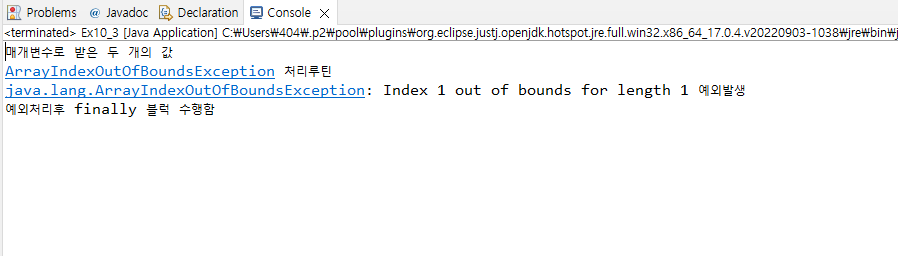 Problems @ Javadoc Declaration Console
<terminated> Ex10_3 [Java Application] C:₩Users₩404₩.p2₩pool₩plugins₩org.eclipse.justj.openjdk.hotspot.jre.full.win32.x86_64_17.0.4.v20220903-1038₩jre₩bin₩j
매개변수로 받은 두 개의 값
ArrayIndexOutOfBoundsException 처리루틴
java.lang.ArrayIndexOutOfBoundsException: Index 1 out of bounds for length 1 예외발생
예외처리후 finally 블럭 수행함